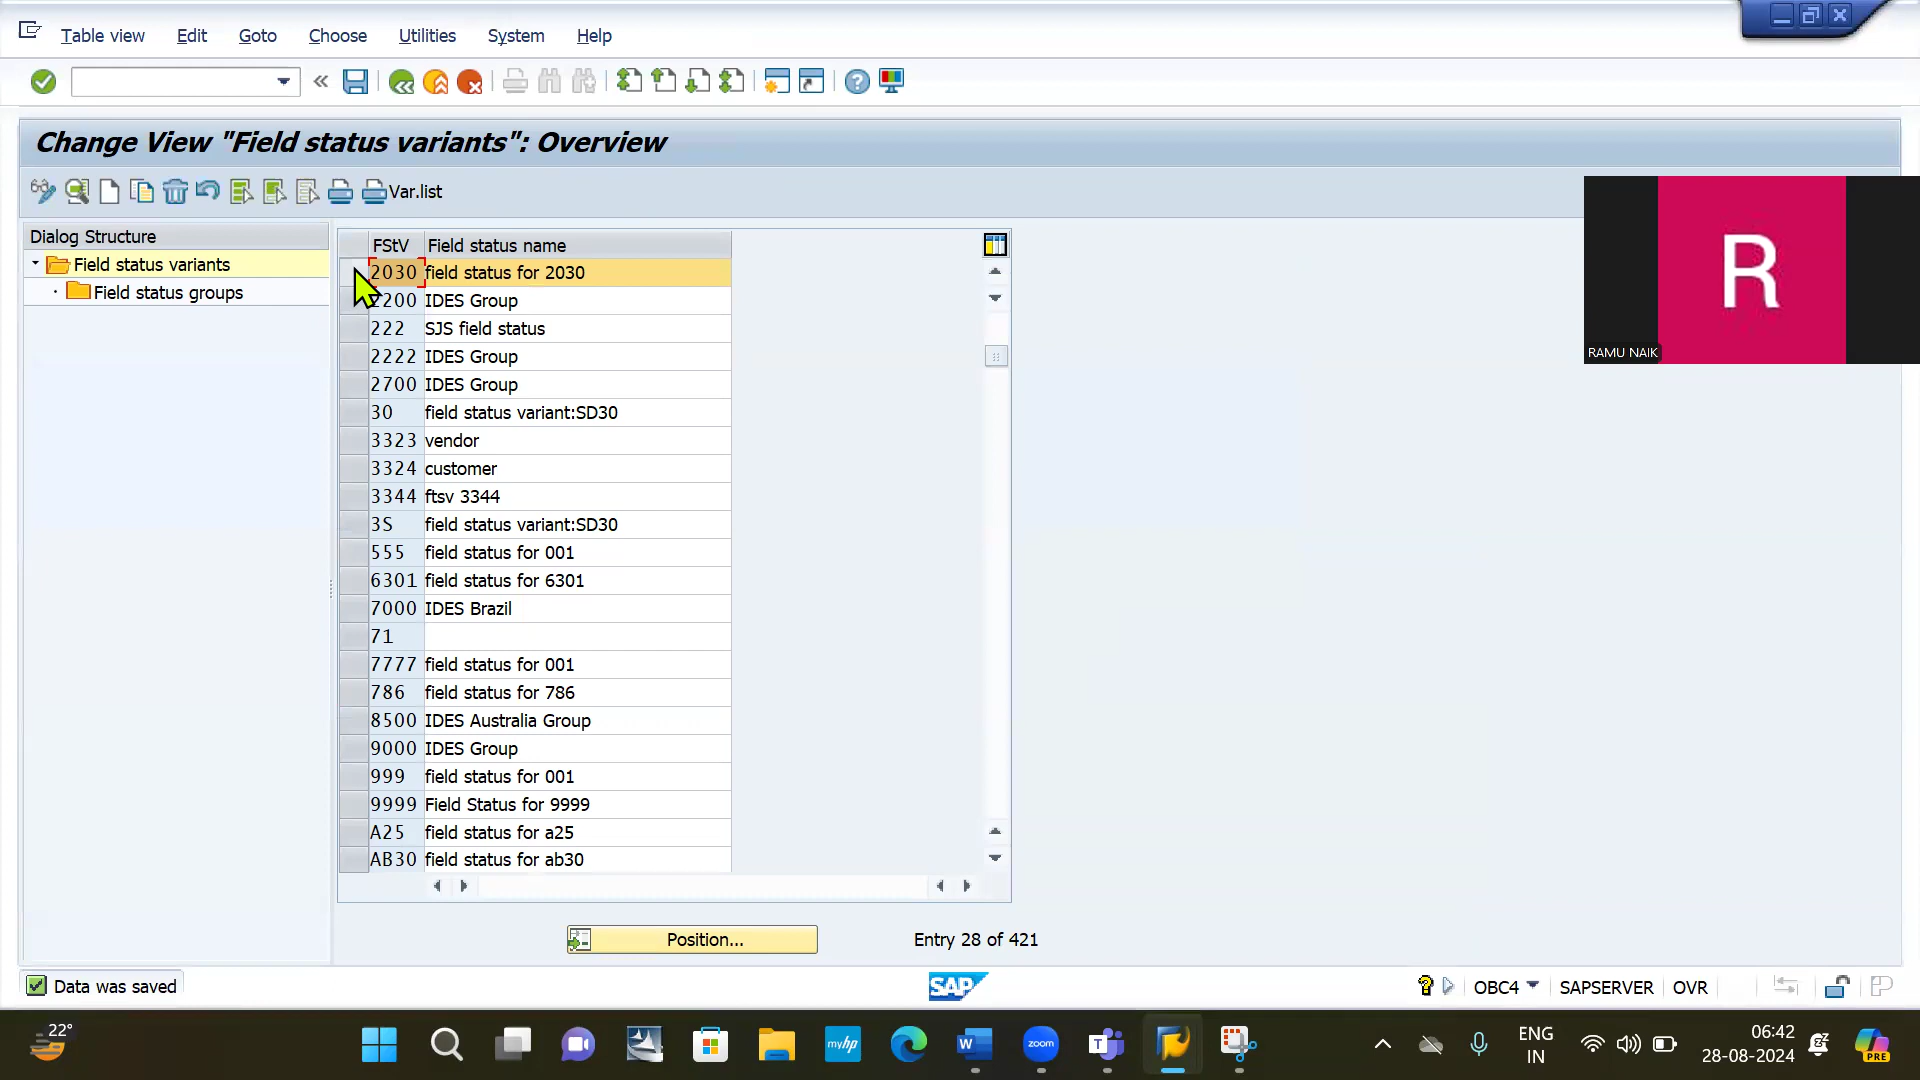 Table view Edit Goto Choose Utilities System Help
Change View "Field status variants": Overview
Var.list
Dialog Structure
Field status variants
Field status groups
FStV Field status name
2030 field status for 2030
2200 IDES Group
222 SJS field status
2222 IDES Group
2700 IDES Group
30 field status variant:SD30
3323 vendor
3324 customer
3344 ftsv 3344
3S field status variant:SD30
555 field status for 001
6301 field status for 6301
7000 IDES Brazil
71
7777 field status for 001
786 field status for 786
8500 IDES Australia Group
9000 IDES Group
999 field status for 001
9999 Field Status for 9999
A25 field status for a25
AB30 field status for ab30
Position... Entry 28 of 421
R
RAMU NAIK
Data was saved
SAP
OBC4 SAPSERVER OVR
22°
myhp
W
zoom
T
ENG
IN
06:42
28-08-2024
PRE